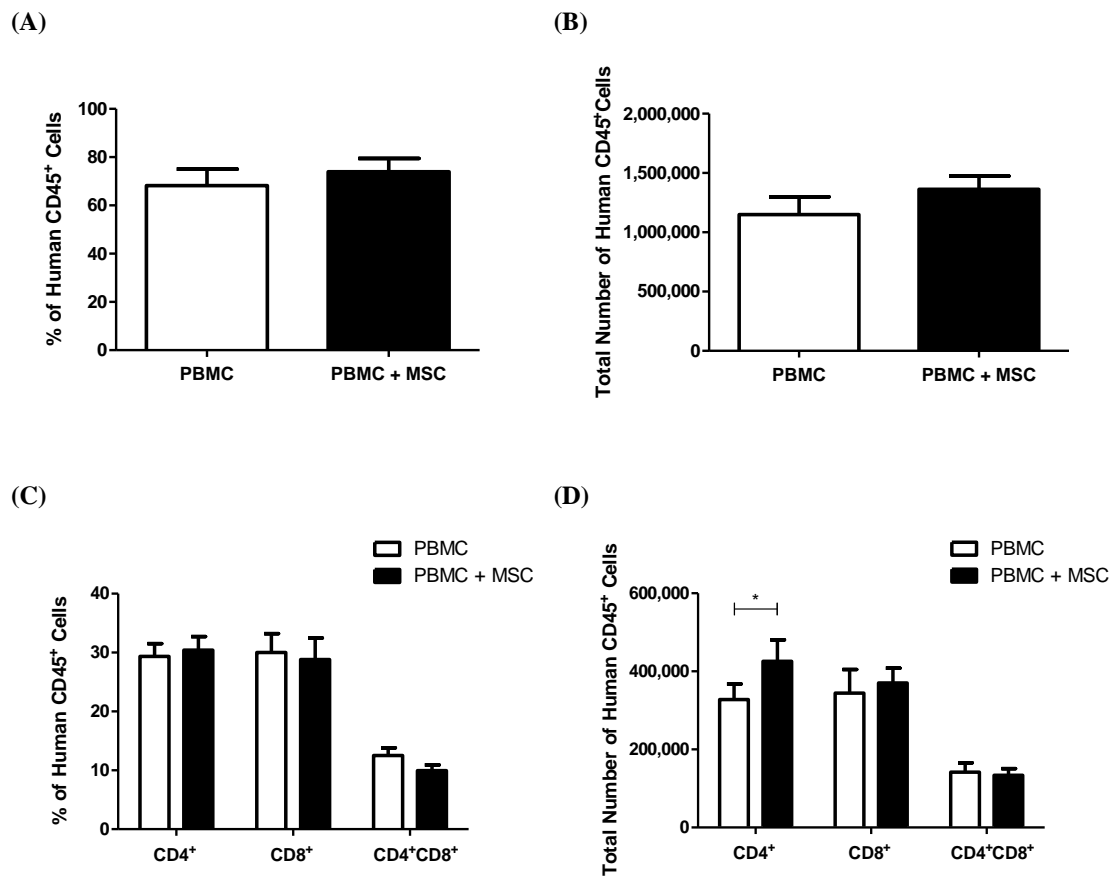 (A)
% of Human CD45⁺ Cells
100
80
60
40
20
0
PBMC
PBMC + MSC
(B)
Total Number of Human CD45⁺Cells
2,000,000
1,500,000
1,000,000
500,000
0
PBMC
PBMC + MSC
(C)
PBMC
PBMC + MSC
% of Human CD45⁺ Cells
40
30
20
10
0
CD4⁺
CD8⁺
CD4⁺CD8⁺
(D)
PBMC
PBMC + MSC
Total Number of Human CD45⁺ Cells
600,000
400,000
200,000
0
*
CD4⁺
CD8⁺
CD4⁺CD8⁺